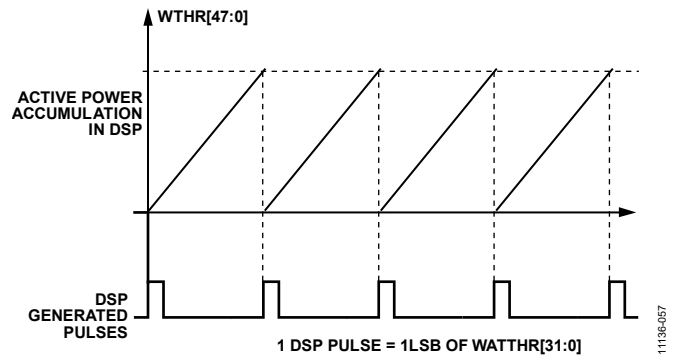 WTHR[47:0]
ACTIVE POWER
ACCUMULATION
IN DSP
DSP
GENERATED
PULSES
1 DSP PULSE = 1LSB OF WATTHR[31:0]
11136-057